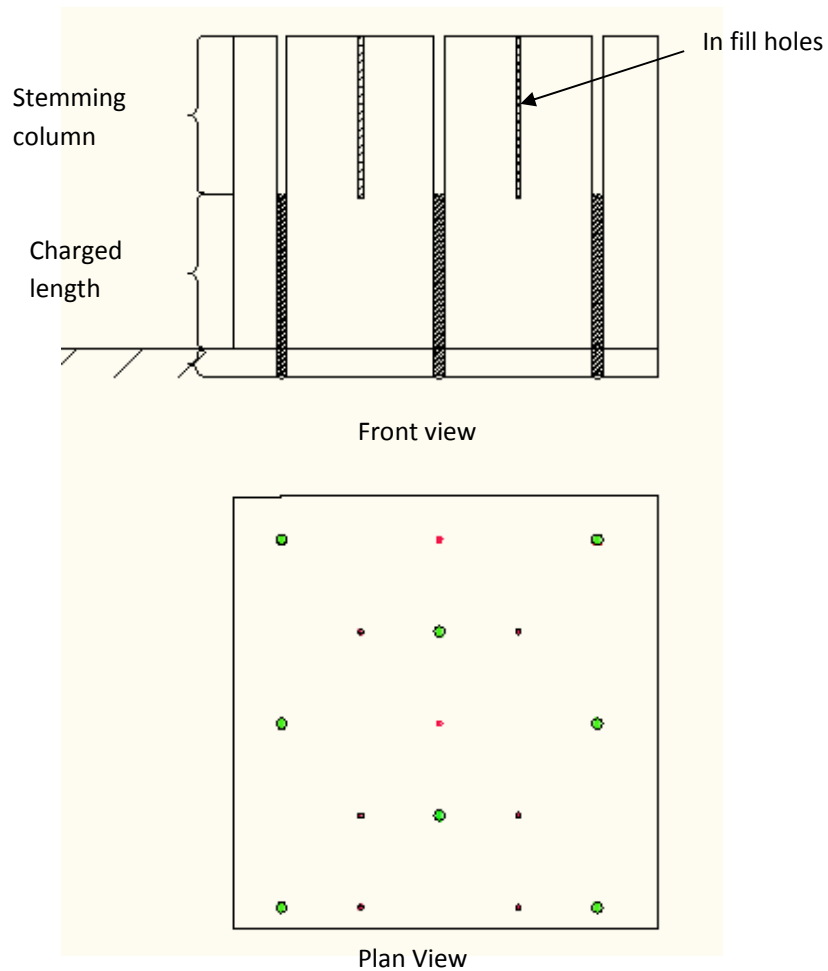 In fill holes
Stemming
column
Charged
length
Front view
Plan View